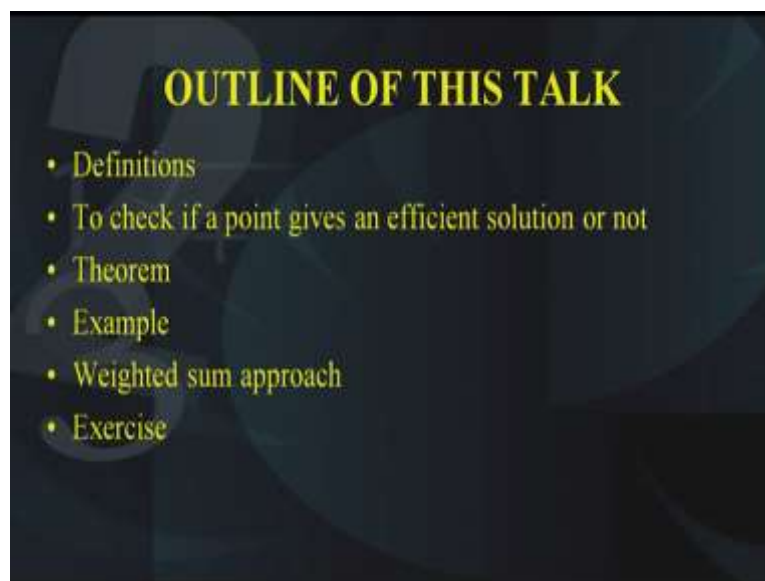 OUTLINE OF THIS TALK
• Definitions
• To check if a point gives an efficient solution or not
• Theorem
• Example
• Weighted sum approach
• Exercise